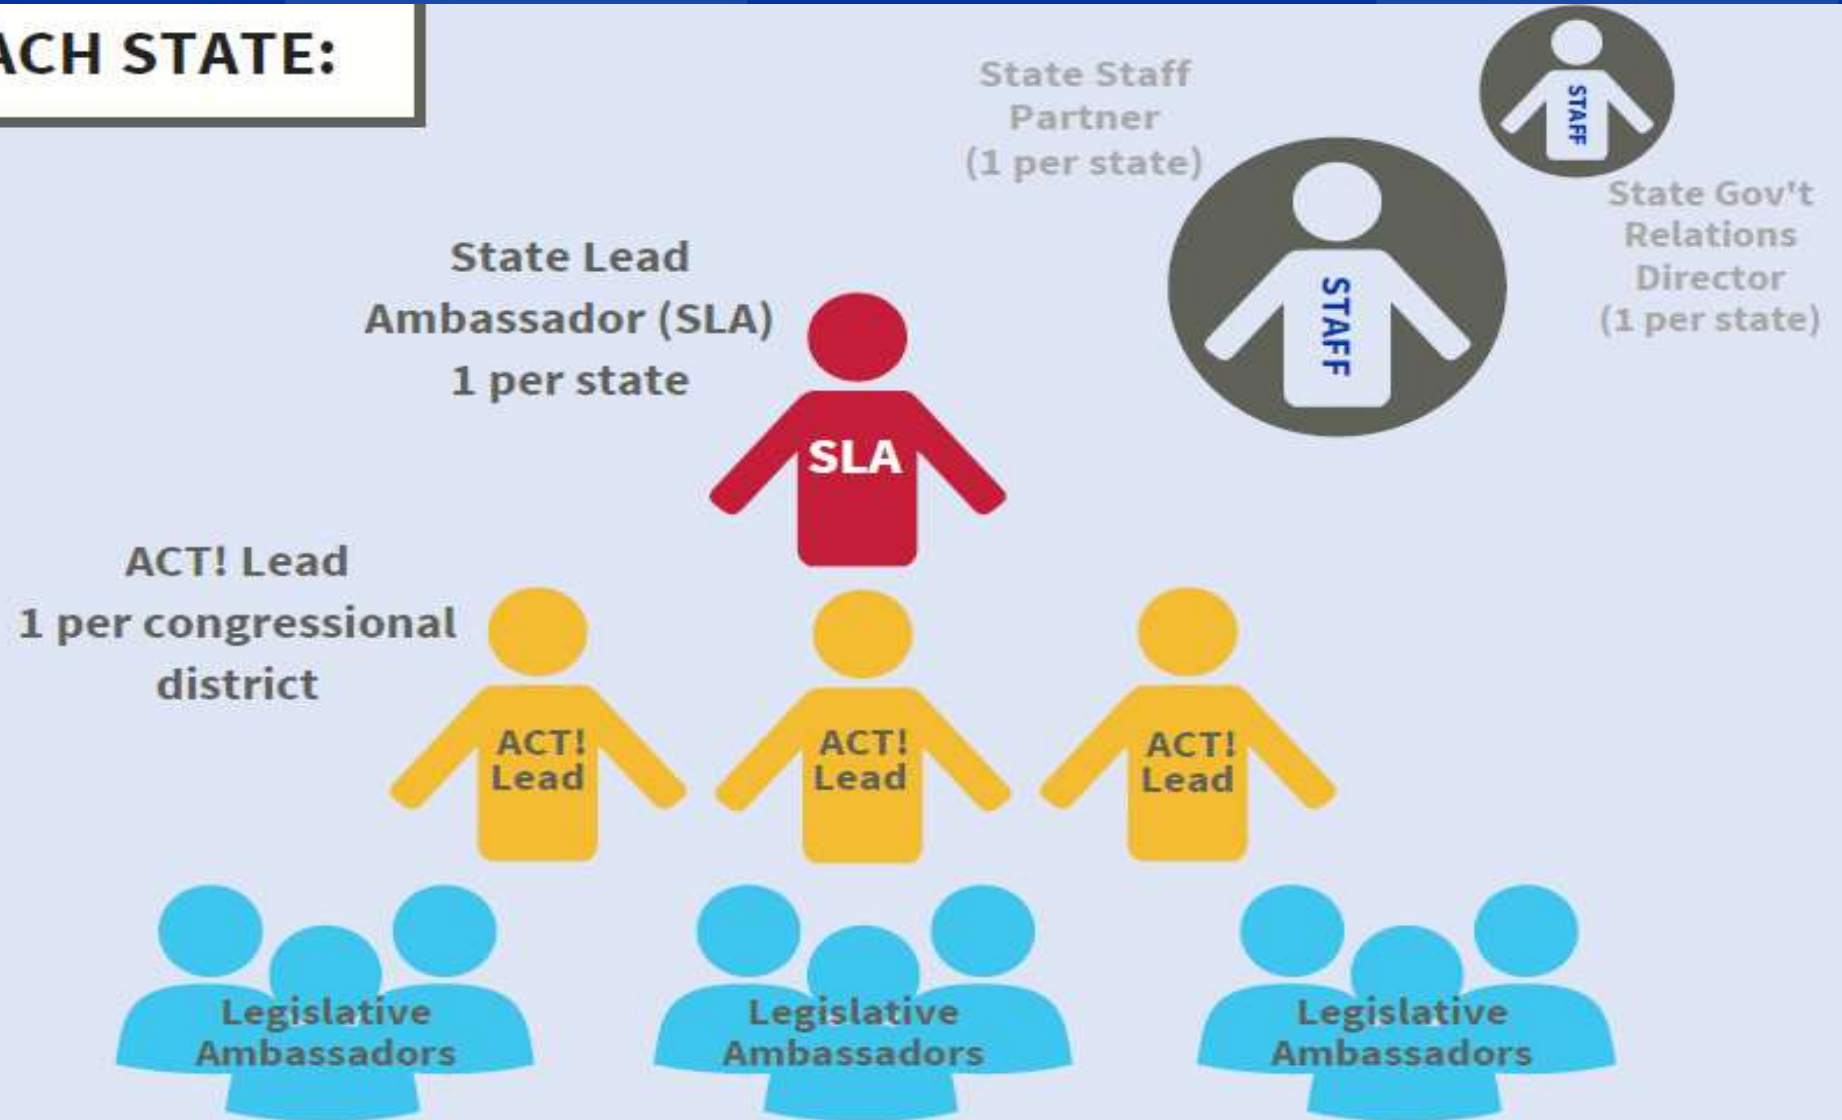 ACH STATE:
State Staff
Partner
(1 per state)
STAFF
State Gov't
Relations
Director
(1 per state)
STAFF
State Lead
Ambassador (SLA)
1 per state
SLA
ACT! Lead
1 per congressional
district
ACT!
Lead
ACT!
Lead
ACT!
Lead
Legislative
Ambassadors
Legislative
Ambassadors
Legislative
Ambassadors